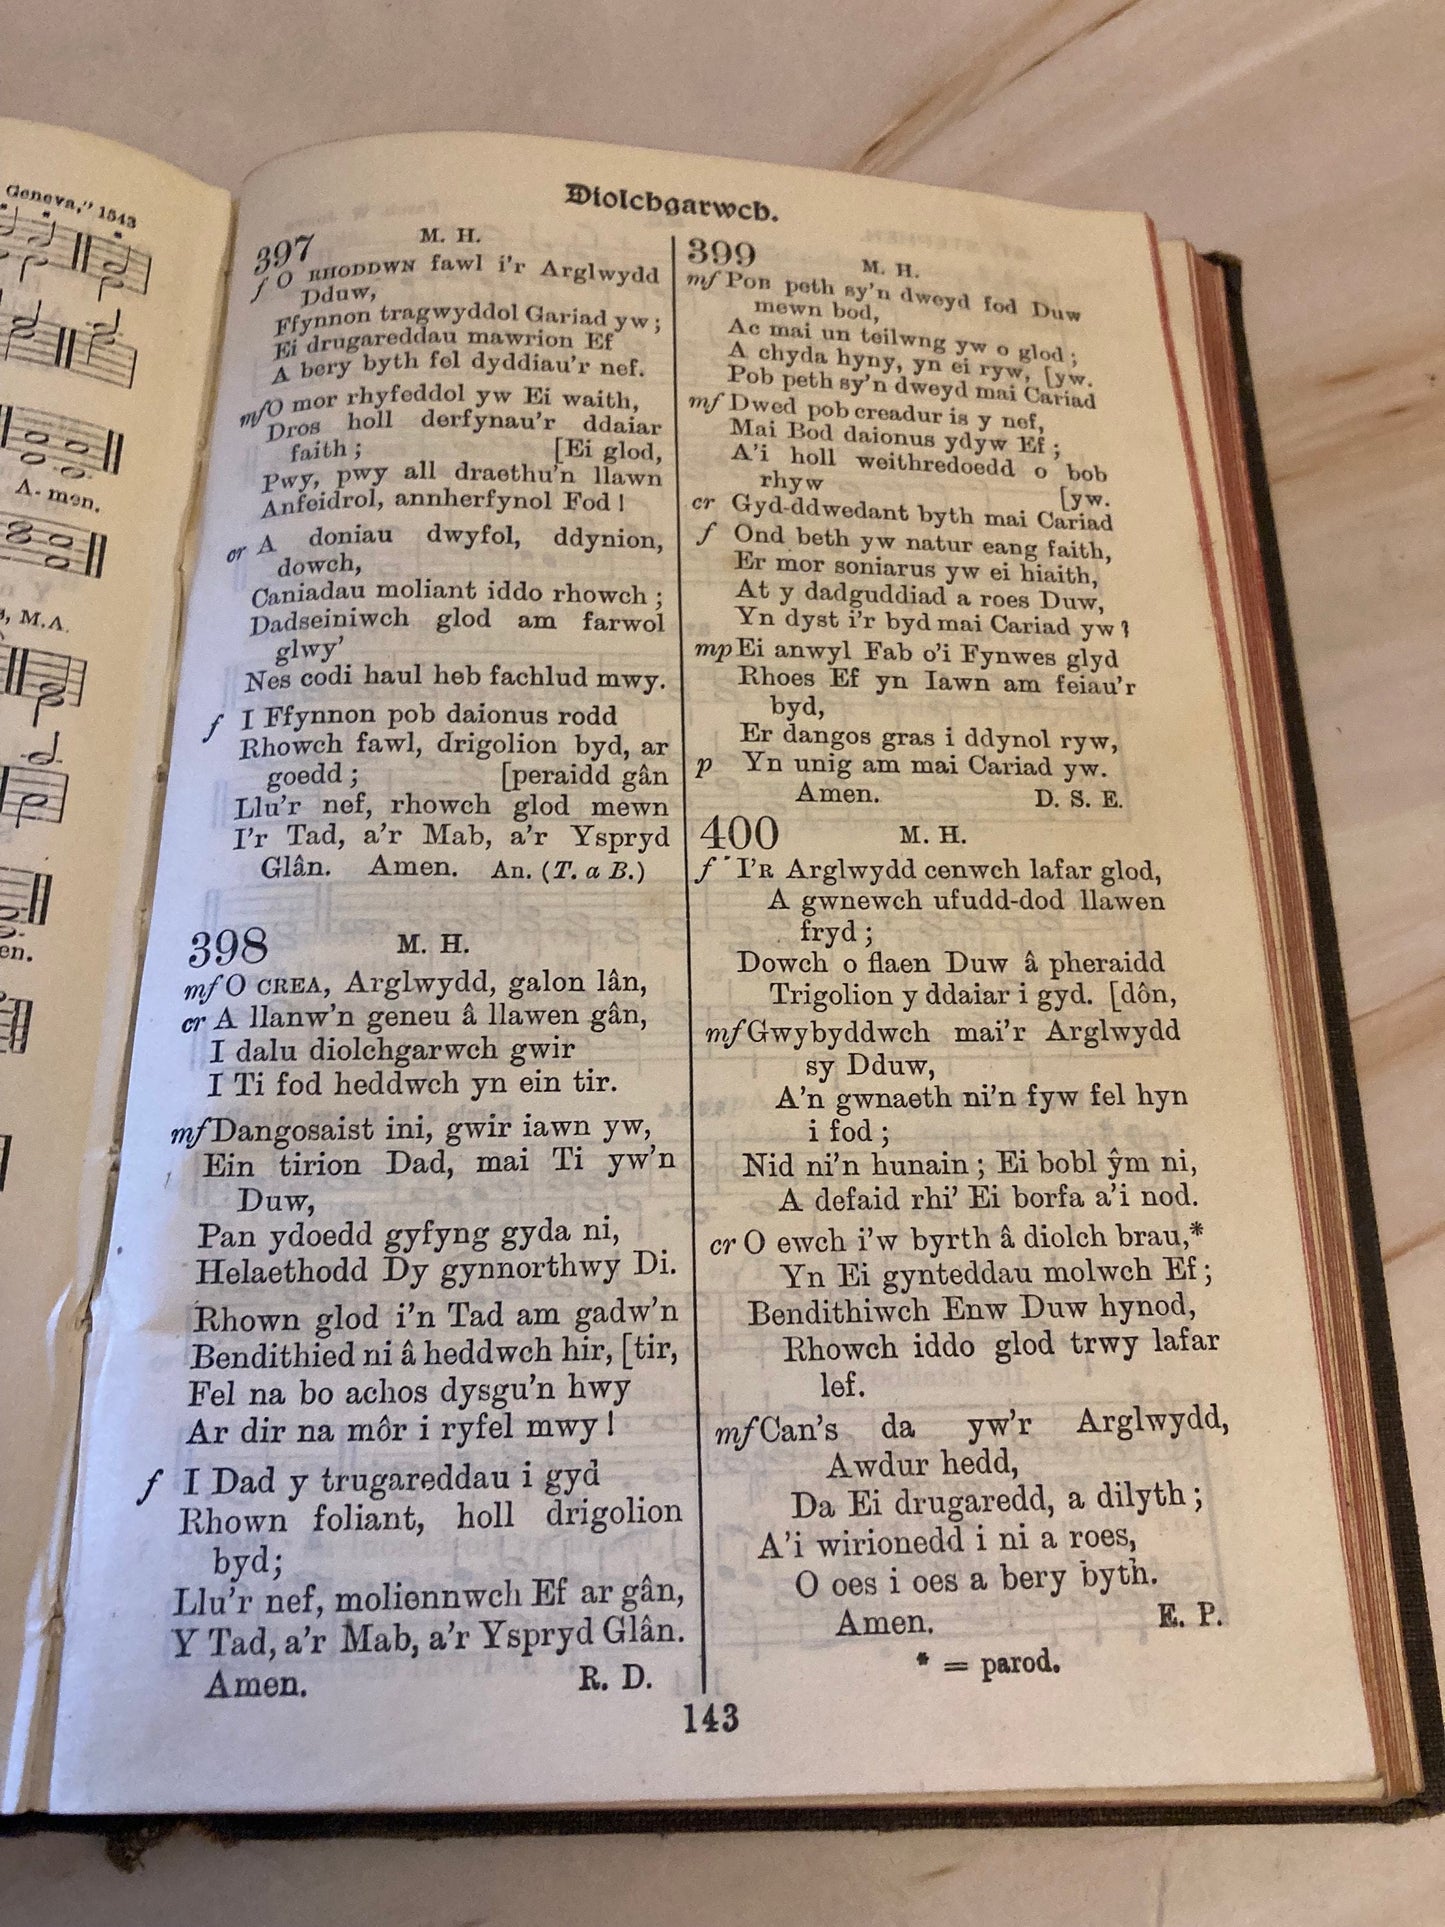 Geneva," 1543
A- men.
M.A.
en.
Diolchgarwch.
397 M. H.
f O RHODDWN fawl i'r Arglwydd
Dduw,
Ffynnon tragwyddol Gariad yw;
Ei drugareddau mawrion Ef
A bery byth fel dyddiau'r nef.
mf O mor rhyfeddol yw Ei waith,
Dros holl derfynau'r ddaiar
faith; [Ei glod,
Pwy, pwy all draethu'n llawn
Anfeidrol, annherfynol Fod!
cr A doniau dwyfol, ddynion,
dowch,
Caniadau moliant iddo rhowch;
Dadseiniwch glod am farwol
glwy'
Nes codi haul heb fachlud mwy.
f I Ffynnon pob daionus rodd
Rhowch fawl, drigolion byd, ar
goedd; [peraidd gân
Llu'r nef, rhowch glod mewn
I'r Tad, a'r Mab, a'r Yspryd
Glân. Amen. An. (T. a B.)
398 M. H.
mf O CREA, Arglwydd, galon lân,
cr A llanw'n geneu â llawen gân,
I dalu diolchgarwch gwir
I Ti fod heddwch yn ein tir.
mf Dangosaist ini, gwir iawn yw,
Ein tirion Dad, mai Ti yw'n
Duw,
Pan ydoedd gyfyng gyda ni,
Helaethodd Dy gynnorthwy Di.
Rhown glod i'n Tad am gadw'n
Bendithied ni â heddwch hir, [tir,
Fel na bo achos dysgu'n hwy
Ar dir na môr i ryfel mwy!
f I Dad y trugareddau i gyd
Rhown foliant, holl drigolion
byd;
Llu'r nef, moliennwch Ef ar gân,
Y Tad, a'r Mab, a'r Yspryd Glân.
Amen. R. D.
399 M. H.
mf POB peth sy'n dweyd fod Duw
mewn bod,
Ac mai un teilwng yw o glod;
A chyda hyny, yn ei ryw, [yw.
Pob peth sy'n dweyd mai Cariad
mf Dwed pob creadur is y nef,
Mai Bod daionus ydyw Ef;
A'i holl weithredoedd o bob
rhyw [yw.
cr Gyd-ddwedant byth mai Cariad
f Ond beth yw natur eang faith,
Er mor soniarus yw ei hiaith,
At y dadguddiad a roes Duw,
Yn dyst i'r byd mai Cariad yw?
mp Ei anwyl Fab o'i Fynwes glyd
Rhoes Ef yn Iawn am feiau'r
byd,
Er dangos gras i ddynol ryw,
p Yn unig am mai Cariad yw.
Amen. D. S. E.
400 M. H.
f I'R Arglwydd cenwch lafar glod,
A gwnewch ufudd-dod llawen
fryd;
Dowch o flaen Duw â pheraidd
Trigolion y ddaiar i gyd. [dôn,
mf Gwybyddwch mai'r Arglwydd
sy Dduw,
A'n gwnaeth ni'n fyw fel hyn
i fod;
Nid ni'n hunain; Ei bobl ŷm ni,
A defaid rhi' Ei borfa a'i nod.
cr O ewch i'w byrth â diolch brau,*
Yn Ei gynteddau molwch Ef;
Bendithiwch Enw Duw hynod,
Rhowch iddo glod trwy lafar
lef.
mf Can's da yw'r Arglwydd,
Awdur hedd,
Da Ei drugaredd, a dilyth;
A'i wirionedd i ni a roes,
O oes i oes a bery byth.
Amen. E. P.
* = parod.
143